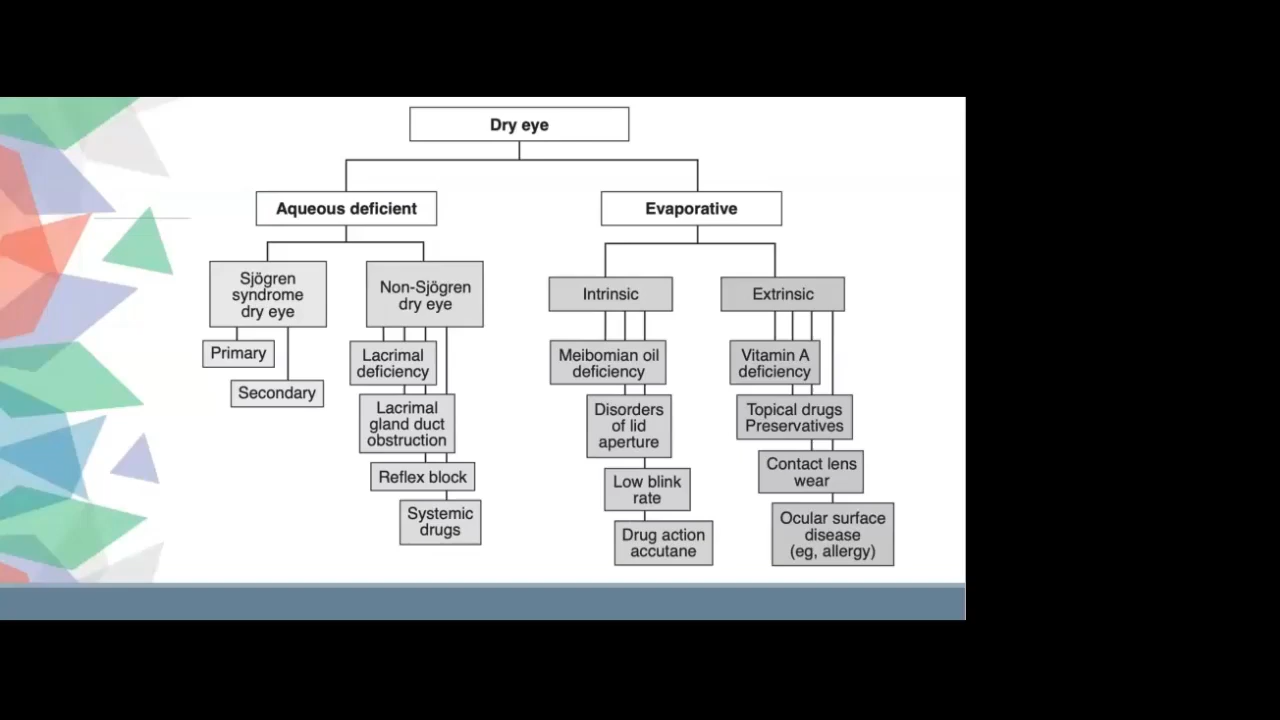 Dry eye
Aqueous deficient
Evaporative
Sjögren
syndrome
dry eye
Non-Sjögren
dry eye
Intrinsic
Extrinsic
Primary
Secondary
Lacrimal
deficiency
Lacrimal
gland duct
obstruction
Reflex block
Systemic
drugs
Meibomian oil
deficiency
Disorders
of lid
aperture
Low blink
rate
Drug action
accutane
Vitamin A
deficiency
Topical drugs
Preservatives
Contact lens
wear
Ocular surface
disease
(eg, allergy)